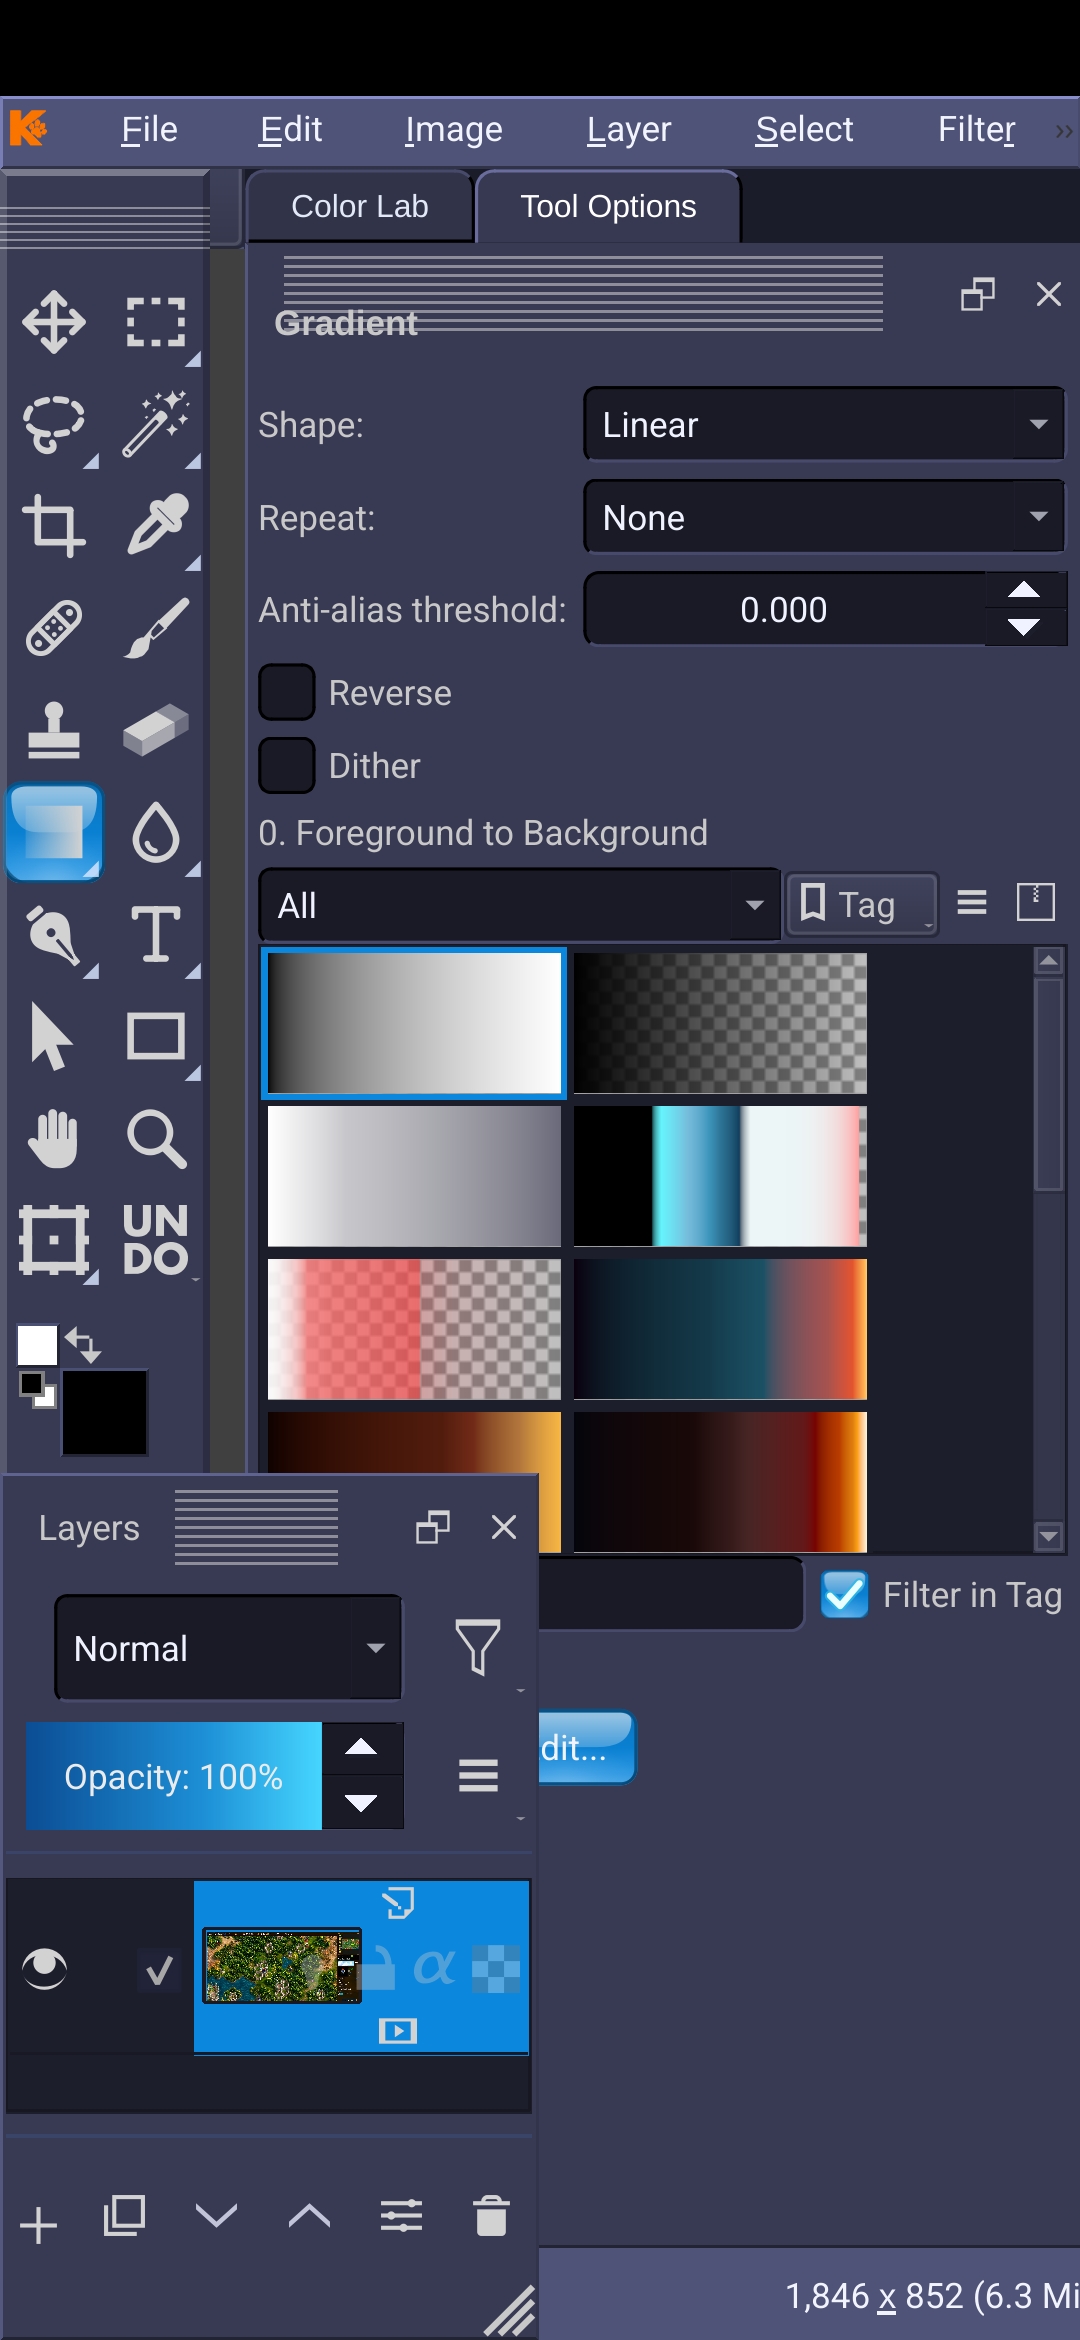 File Edit Image Layer Select Filter »
Color Lab Tool Options
Gradient
Shape: Linear
Repeat: None
Anti-alias threshold: 0.000
Reverse
Dither
0. Foreground to Background
All Tag
UN
DO
Layers
Filter in Tag
Normal
dit...
Opacity: 100%
α
1,846 x 852 (6.3 Mi